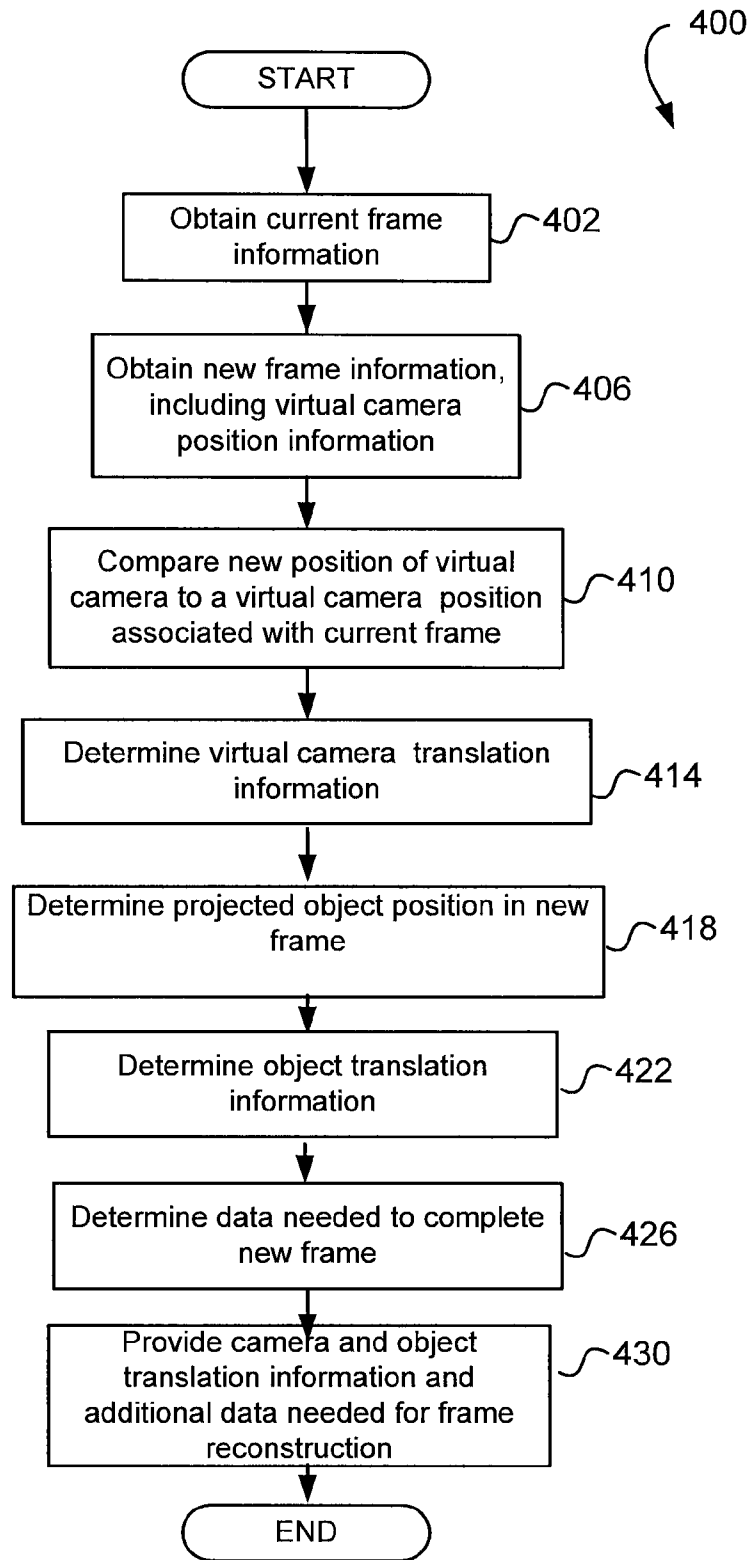 400
START
Obtain current frame
information
402
Obtain new frame information,
including virtual camera
position information
406
Compare new position of virtual
camera to a virtual camera position
associated with current frame
410
Determine virtual camera translation
information
414
Determine projected object position in new
frame
418
Determine object translation
information
422
Determine data needed to complete
new frame
426
Provide camera and object
translation information and
additional data needed for frame
reconstruction
430
END